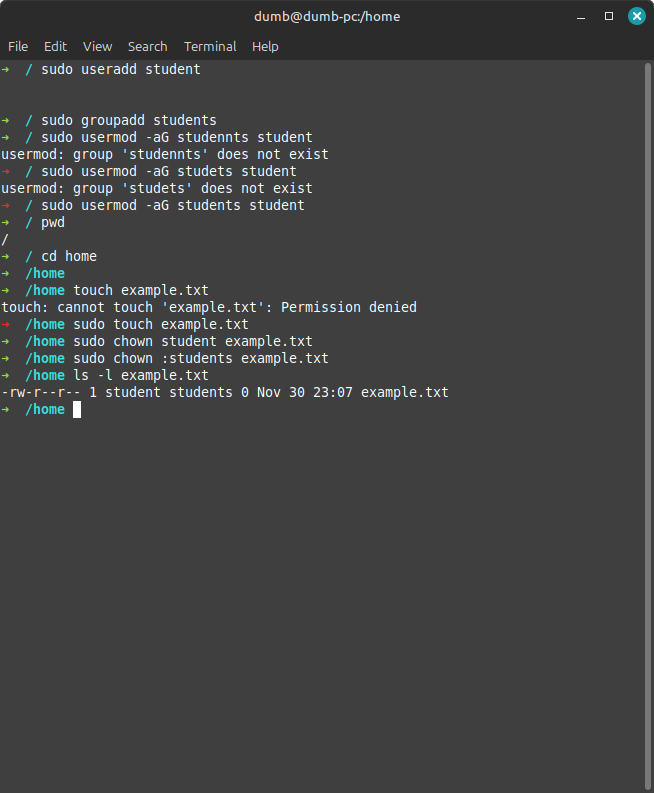 dumb@dumb-pc:/home
File Edit View Search Terminal Help
➜ / sudo useradd student
➜ / sudo groupadd students
➜ / sudo usermod -aG studennts student
usermod: group 'studennts' does not exist
➜ / sudo usermod -aG studets student
usermod: group 'studets' does not exist
➜ / sudo usermod -aG students student
➜ / pwd
/
➜ / cd home
➜ /home
➜ /home touch example.txt
touch: cannot touch 'example.txt': Permission denied
➜ /home sudo touch example.txt
➜ /home sudo chown student example.txt
➜ /home sudo chown :students example.txt
➜ /home ls -l example.txt
-rw-r--r-- 1 student students 0 Nov 30 23:07 example.txt
➜ /home